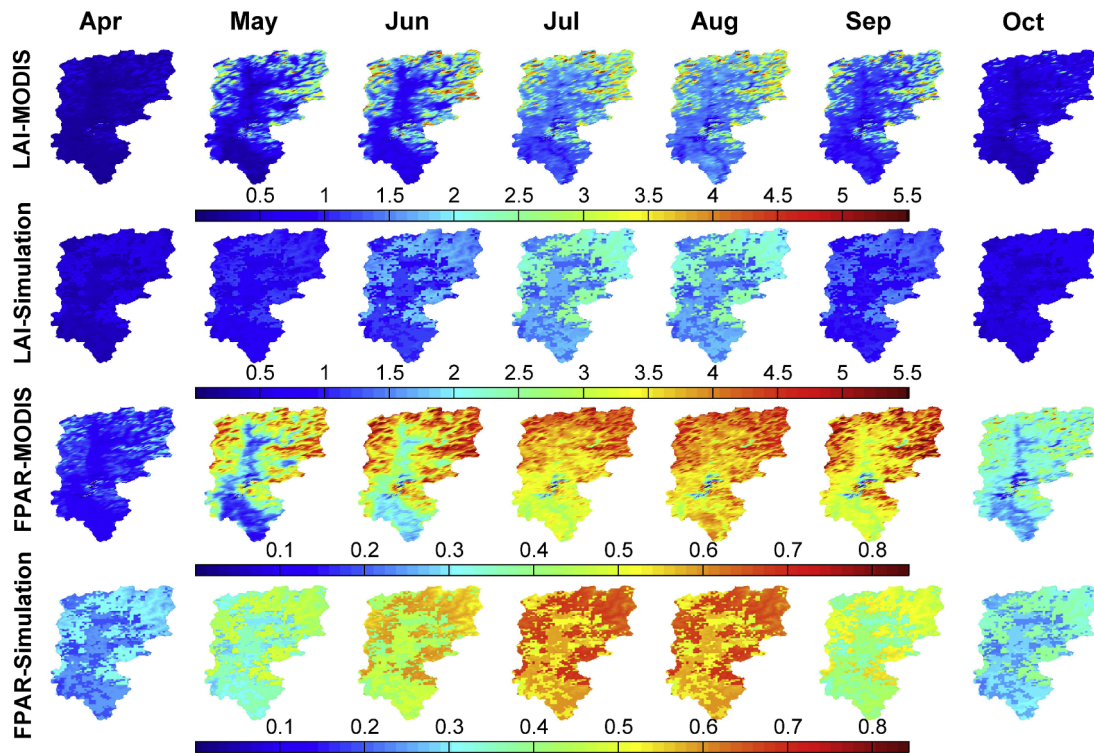 Apr May Jun Jul Aug Sep Oct
LAI-MODIS
0.5 1 1.5 2 2.5 3 3.5 4 4.5 5 5.5
LAI-Simulation
0.5 1 1.5 2 2.5 3 3.5 4 4.5 5 5.5
FPAR-MODIS
0.1 0.2 0.3 0.4 0.5 0.6 0.7 0.8
FPAR-Simulation
0.1 0.2 0.3 0.4 0.5 0.6 0.7 0.8